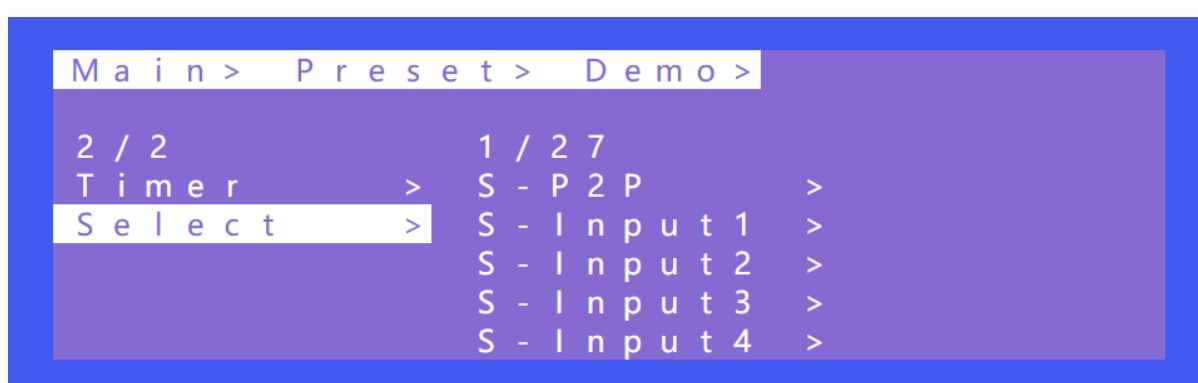 Main> Preset> Demo>
2/2 1/27
Timer > S-P2P >
Select > S-Input1 >
S-Input2 >
S-Input3 >
S-Input4 >